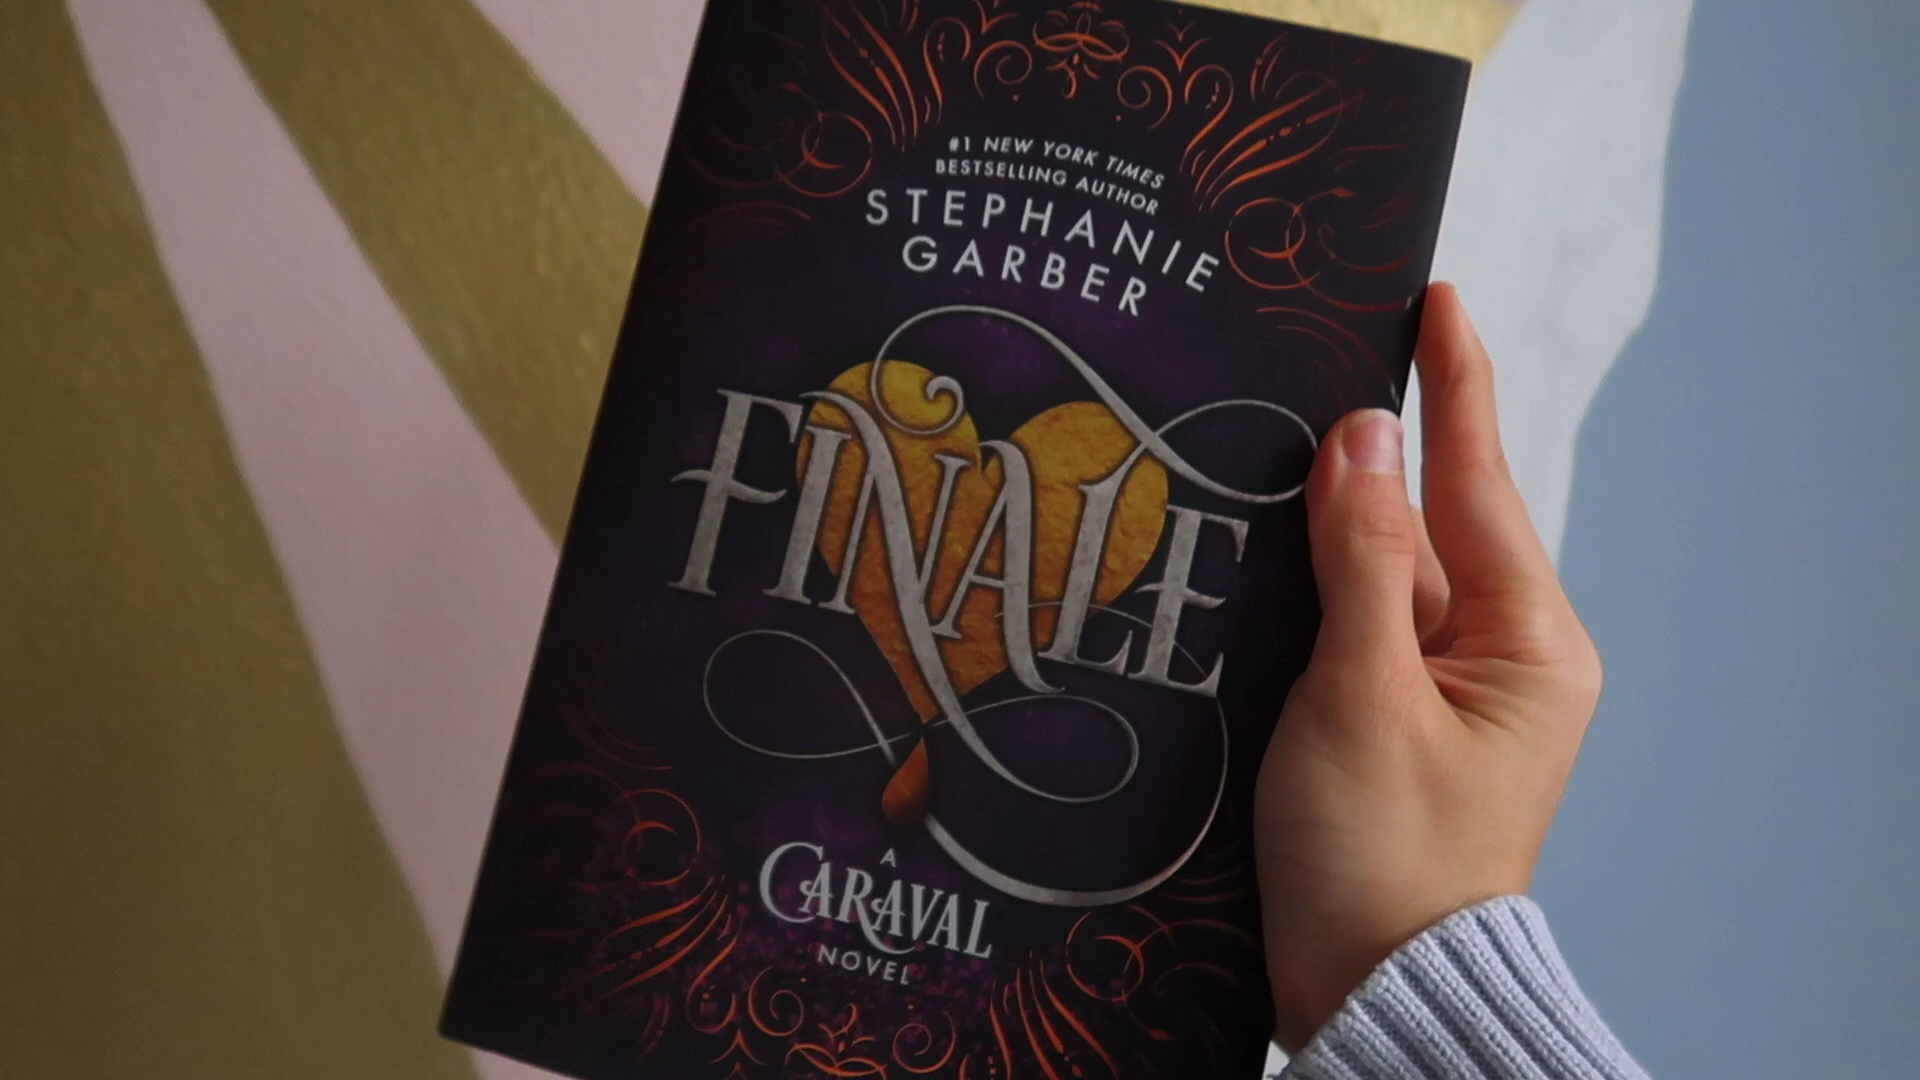 #1 NEW YORK TIMES
BESTSELLING AUTHOR
STEPHANIE
GARBER
FINALE
A
CARAVAL
NOVEL